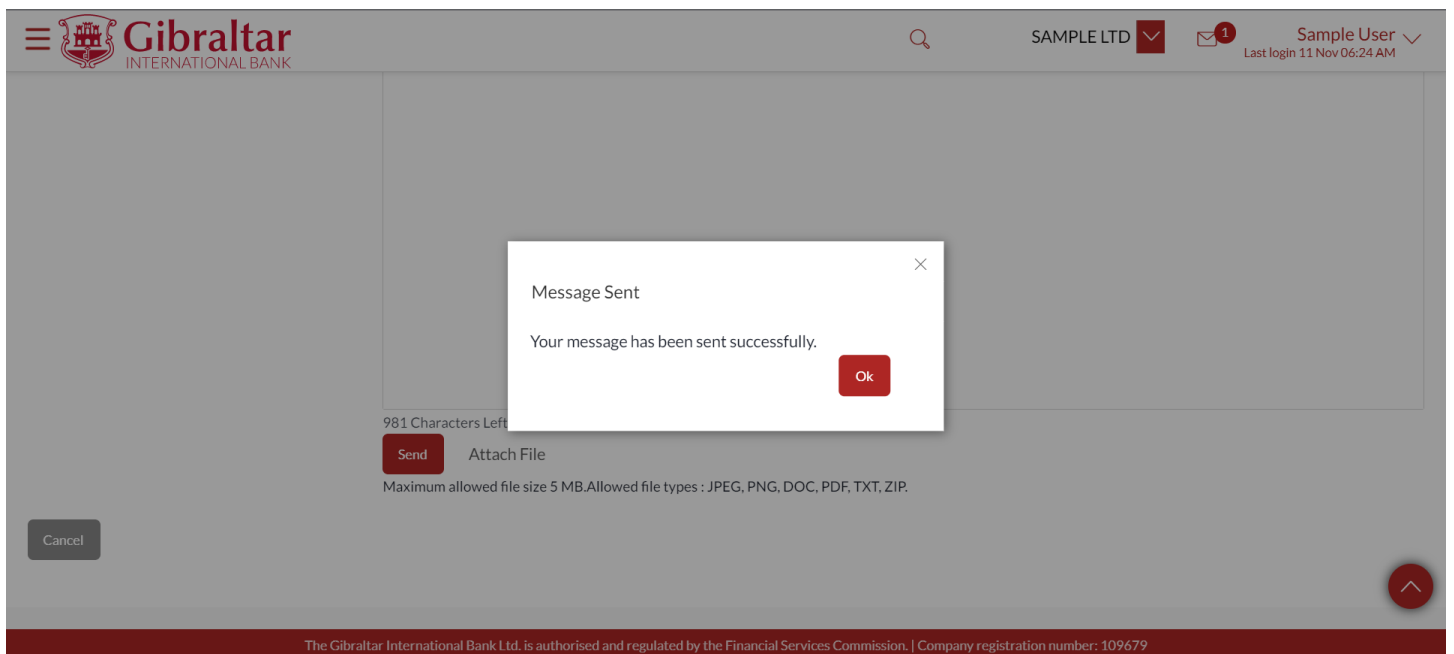 Gibraltar
INTERNATIONAL BANK
SAMPLE LTD
1
Sample User
Last login 11 Nov 06:24 AM
Message Sent
Your message has been sent successfully.
Ok
981 Characters Left
Send
Attach File
Maximum allowed file size 5 MB.Allowed file types : JPEG, PNG, DOC, PDF, TXT, ZIP.
Cancel
The Gibraltar International Bank Ltd. is authorised and regulated by the Financial Services Commission. | Company registration number: 109679